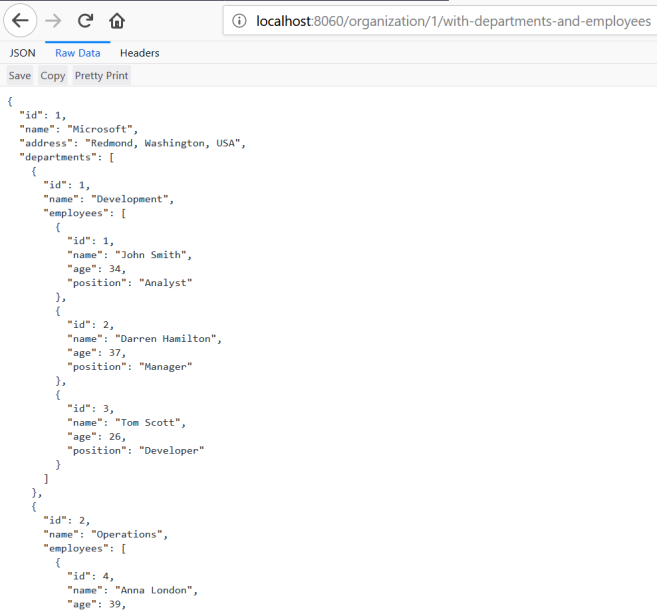 localhost:8060/organization/1/with-departments-and-employees
JSON Raw Data Headers
Save Copy Pretty Print
{
  "id": 1,
  "name": "Microsoft",
  "address": "Redmond, Washington, USA",
  "departments": [
    {
      "id": 1,
      "name": "Development",
      "employees": [
        {
          "id": 1,
          "name": "John Smith",
          "age": 34,
          "position": "Analyst"
        },
        {
          "id": 2,
          "name": "Darren Hamilton",
          "age": 37,
          "position": "Manager"
        },
        {
          "id": 3,
          "name": "Tom Scott",
          "age": 26,
          "position": "Developer"
        }
      ]
    },
    {
      "id": 2,
      "name": "Operations",
      "employees": [
        {
          "id": 4,
          "name": "Anna London",
          "age": 39,